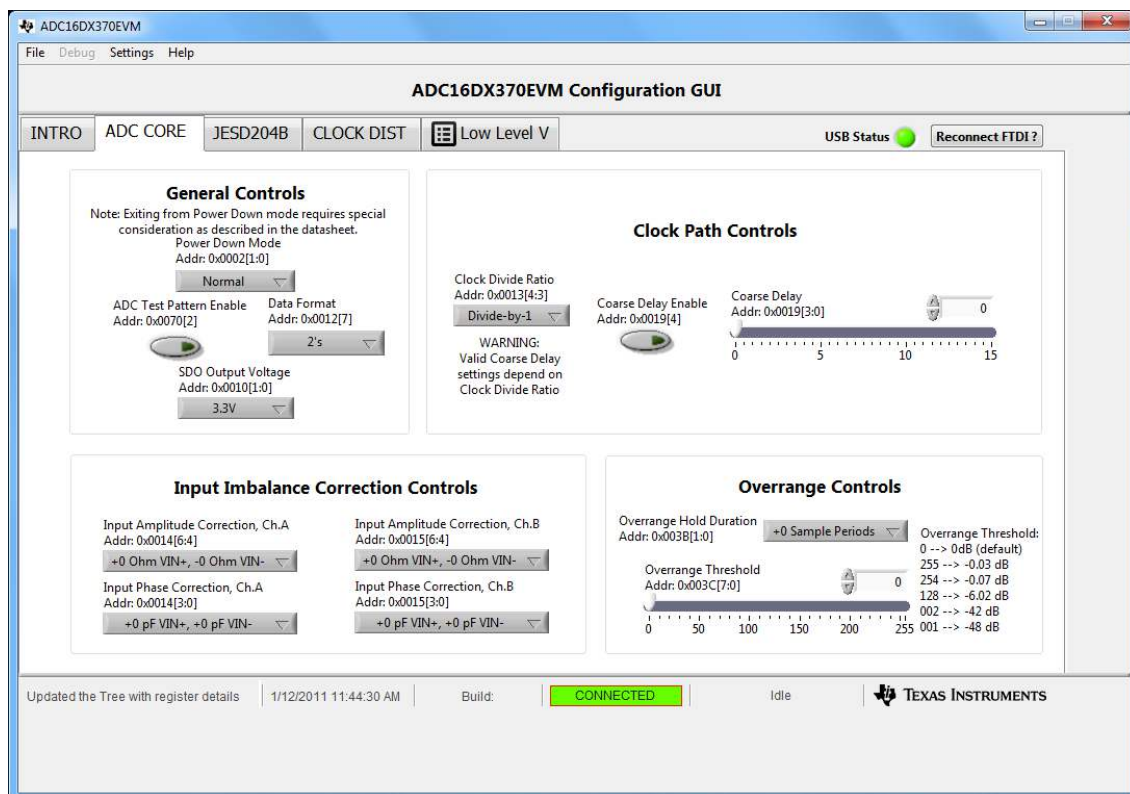 ADC16DX370EVM
File Debug Settings Help
ADC16DX370EVM Configuration GUI
INTRO ADC CORE JESD204B CLOCK DIST Low Level V
USB Status Reconnect FTDI ?
General Controls
Note: Exiting from Power Down mode requires special
consideration as described in the datasheet.
Power Down Mode
Addr: 0x0002[1:0]
Normal
ADC Test Pattern Enable
Addr: 0x0070[2]
Data Format
Addr: 0x0012[7]
2's
SDO Output Voltage
Addr: 0x0010[1:0]
3.3V
Clock Path Controls
Clock Divide Ratio
Addr: 0x0013[4:3]
Divide-by-1
WARNING:
Valid Coarse Delay
settings depend on
Clock Divide Ratio
Coarse Delay Enable
Addr: 0x0019[4]
Coarse Delay
Addr: 0x0019[3:0]
0
0 5 10 15
Input Imbalance Correction Controls
Input Amplitude Correction, Ch.A
Addr: 0x0014[6:4]
+0 Ohm VIN+, -0 Ohm VIN-
Input Phase Correction, Ch.A
Addr: 0x0014[3:0]
+0 pF VIN+, +0 pF VIN-
Input Amplitude Correction, Ch.B
Addr: 0x0015[6:4]
+0 Ohm VIN+, -0 Ohm VIN-
Input Phase Correction, Ch.B
Addr: 0x0015[3:0]
+0 pF VIN+, +0 pF VIN-
Overrange Controls
Overrange Hold Duration
Addr: 0x003B[1:0]
+0 Sample Periods
Overrange Threshold
Addr: 0x003C[7:0]
0
0 50 100 150 200 255
Overrange Threshold:
0 --> 0dB (default)
255 --> -0.03 dB
254 --> -0.07 dB
128 --> -6.02 dB
002 --> -42 dB
001 --> -48 dB
Updated the Tree with register details 1/12/2011 11:44:30 AM Build: CONNECTED Idle TEXAS INSTRUMENTS